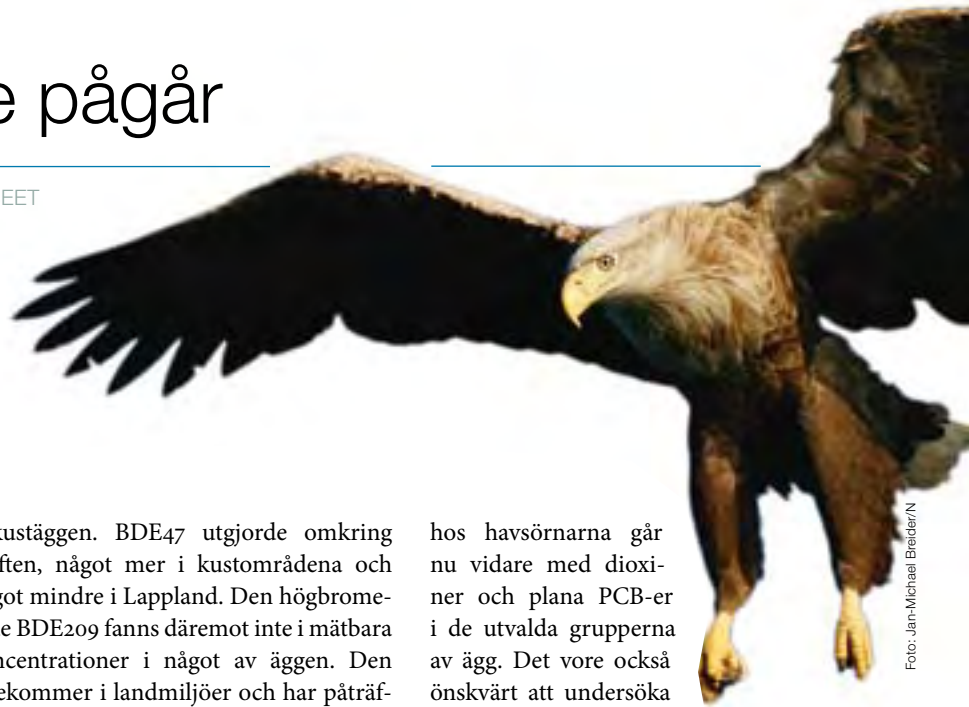 e pågår
EET
kustäggen. BDE47 utgjorde omkring
ften, något mer i kustområdena och
got mindre i Lappland. Den högbrome-
e BDE209 fanns däremot inte i mätbara
ncentrationer i något av äggen. Den
ekommer i landmiljöer och har påträf-
hos havsörnarna går
nu vidare med dioxi-
ner och plana PCB-er
i de utvalda grupperna
av ägg. Det vore också
önskvärt att undersöka
Foto: Jan-Michael Breider/N